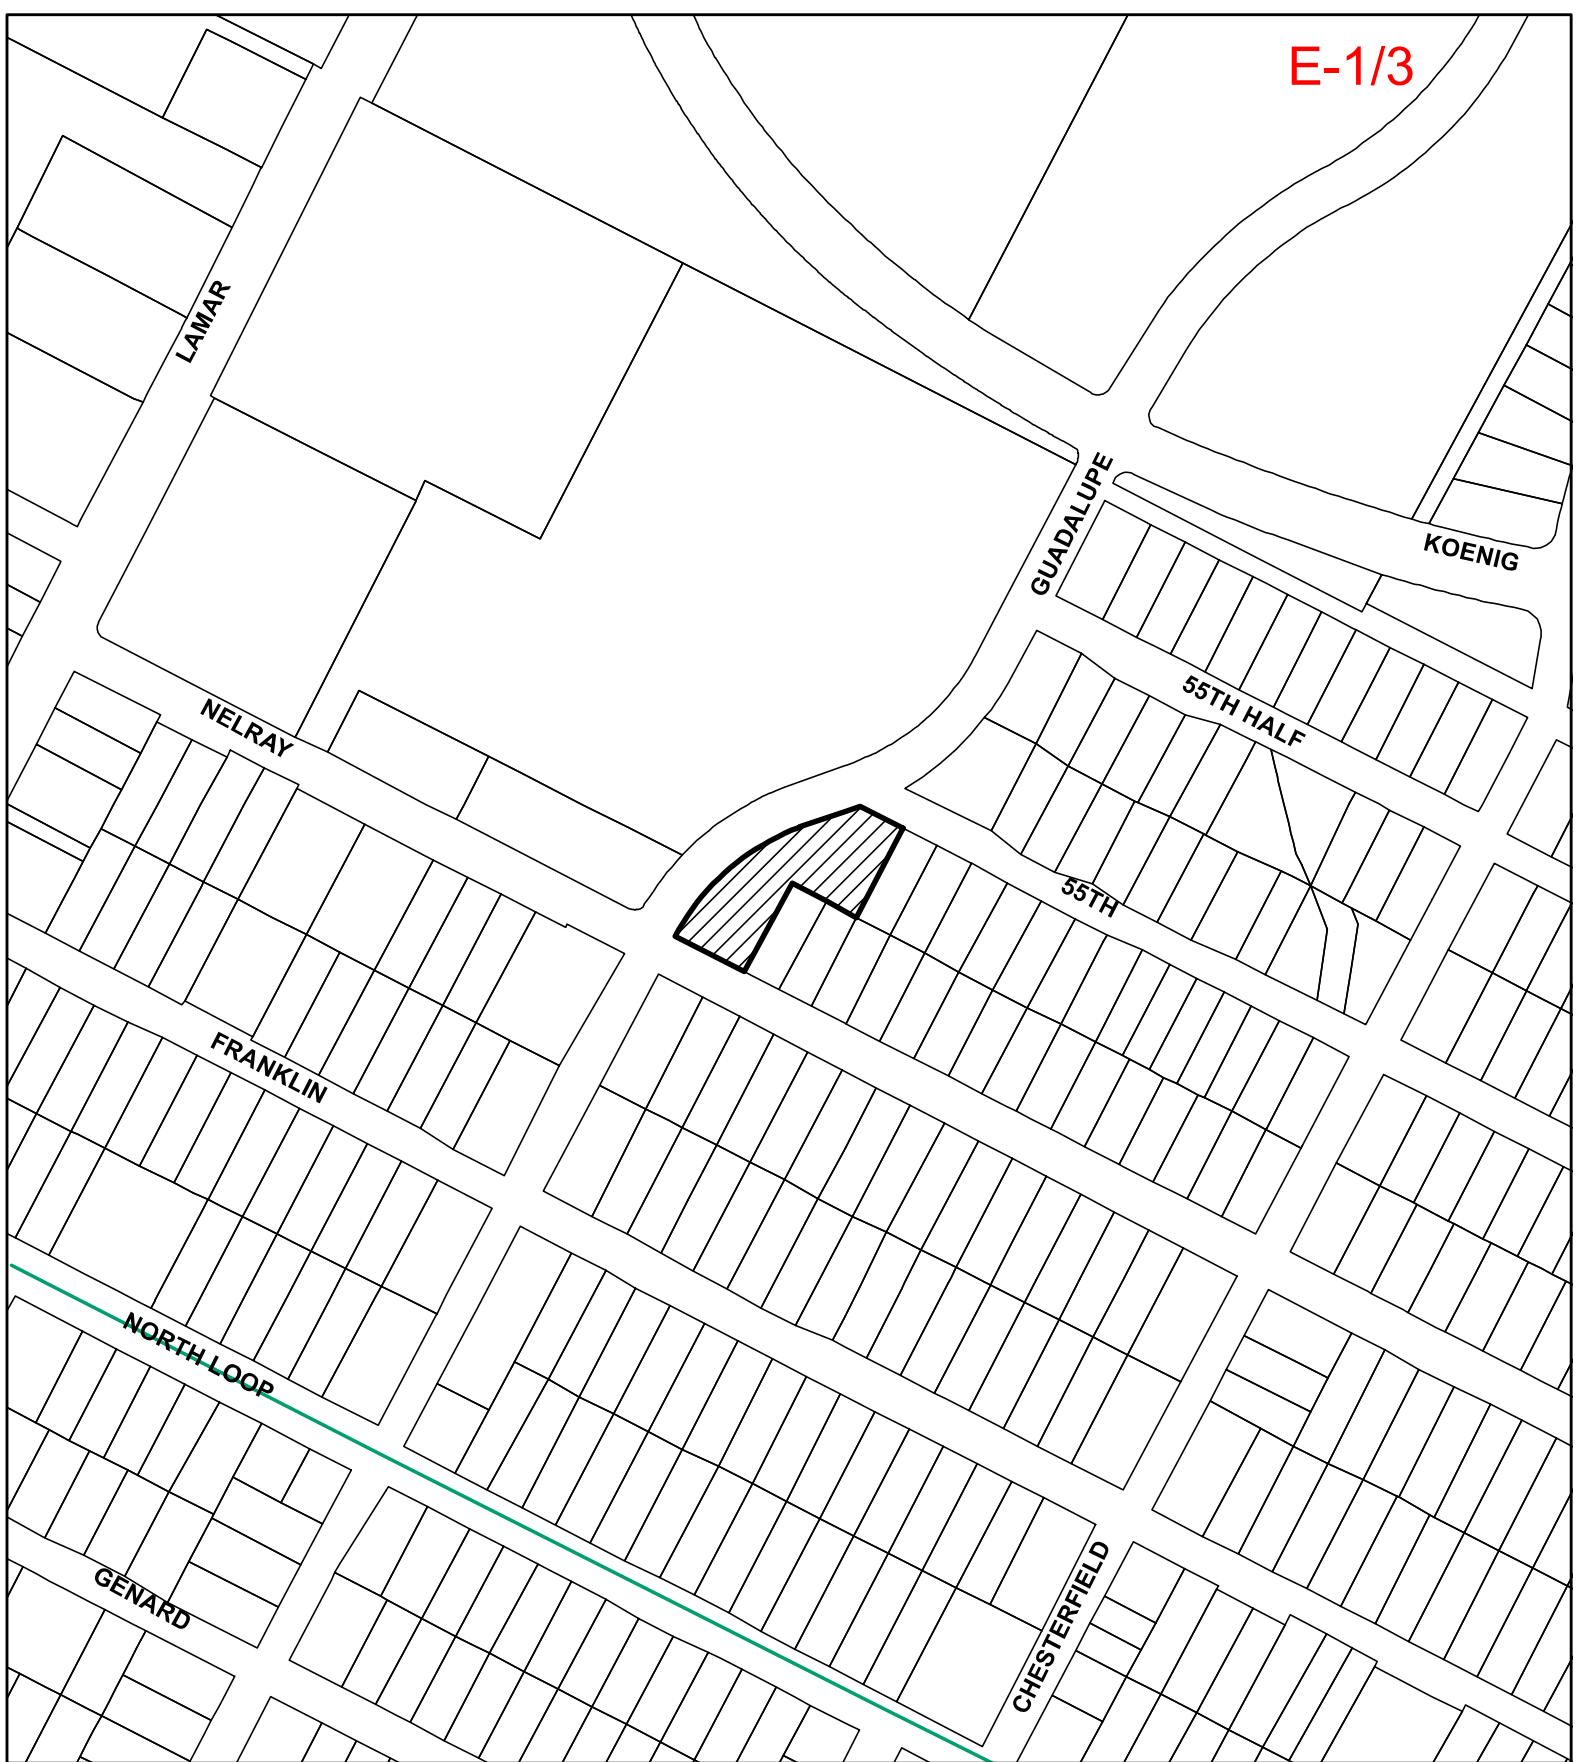 E-1/3
LAMAR
GUADALUPE
KOENIG
55TH HALF
NELRAY
55TH
FRANKLIN
NORTH LOOP
CHESTERFIELD
GENARD